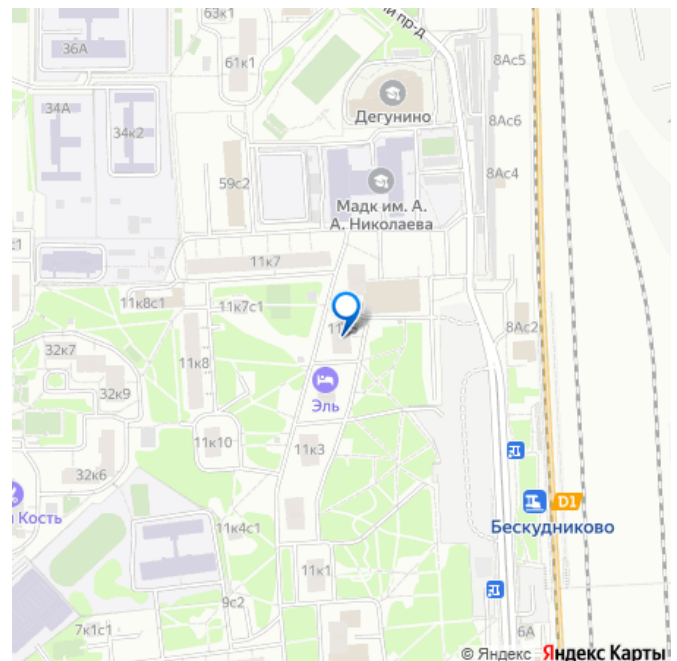 63к1
ий пр-д
36А
61к1
8Ас5
Дегунино
34А
34к2
8Ас6
59с2
8Ас4
Мадк им. А.
А. Николаева
11к7
11к8с1
11к7с1
8Ас2
32к7
11к8
32к9
Эль
11к10
11к3
32к6
D1
Кость
Бескудниково
11к4с1
11к1
9с2
7к1с1
6А
© Яндекс Яндекс Карты